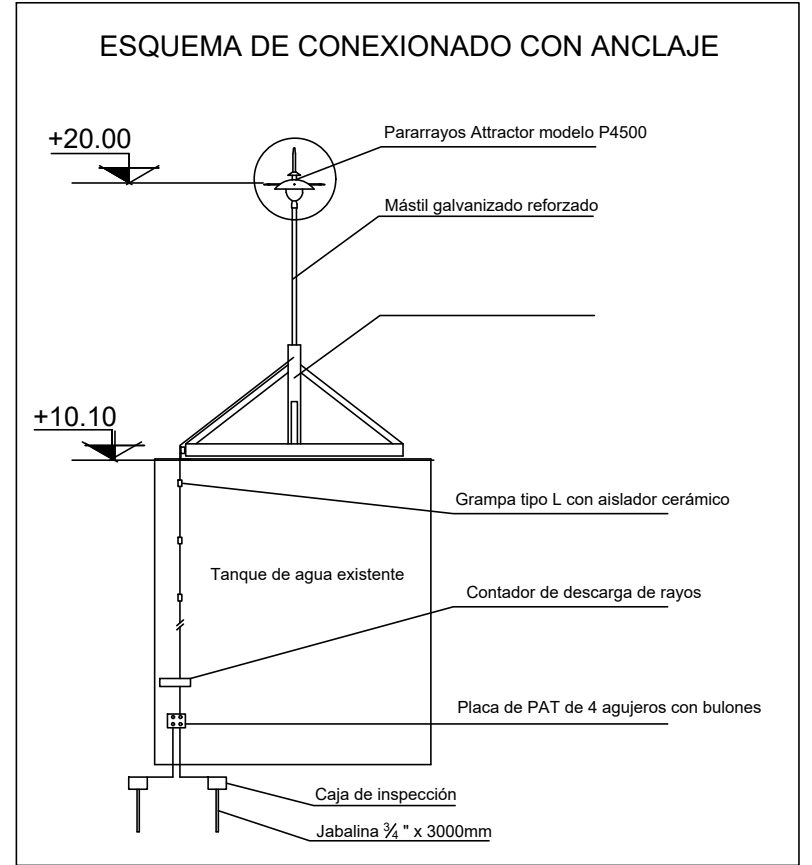 ESQUEMA DE CONEXIONADO CON ANCLAJE
Pararrayos Attractor modelo P4500
+20.00
Mástil galvanizado reforzado
+10.10
Grampa tipo L con aislador cerámico
Tanque de agua existente
Contador de descarga de rayos
Placa de PAT de 4 agujeros con bulones
Caja de inspección
Jabalina ¾ " x 3000mm